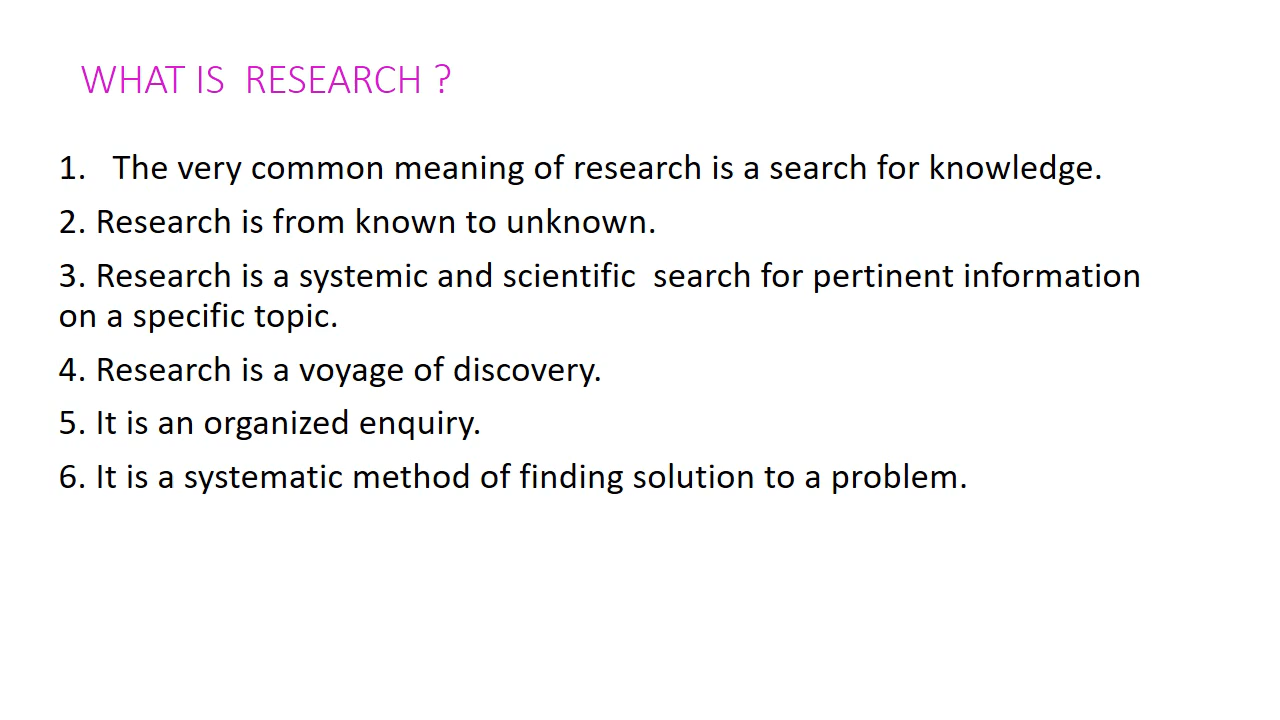 WHAT IS  RESEARCH ?
1.   The very common meaning of research is a search for knowledge.
2. Research is from known to unknown.
3. Research is a systemic and scientific  search for pertinent information
on a specific topic.
4. Research is a voyage of discovery.
5. It is an organized enquiry.
6. It is a systematic method of finding solution to a problem.